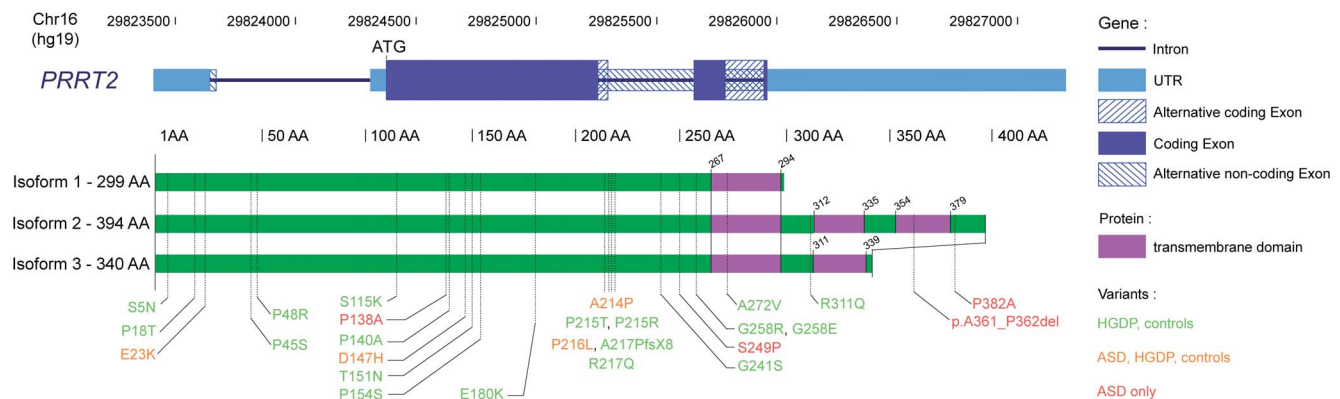 Chr16
(hg19)
29823500 29824000 29824500 29825000 29825500 29826000 29826500 29827000
ATG
PRRT2
1AA 50 AA 100 AA 150 AA 200 AA 250 AA 300 AA 350 AA 400 AA
267 294
Isoform 1 - 299 AA
312 335 354 379
Isoform 2 - 394 AA
311 339
Isoform 3 - 340 AA
S5N
P18T
E23K
P48R
P45S
S115K
P138A
P140A
D147H
T151N
P154S
E180K
A214P
P215T, P215R
P216L, A217PfsX8
R217Q
A272V
G258R, G258E
S249P
G241S
R311Q
P382A
p.A361_P362del
Gene :
Intron
UTR
Alternative coding Exon
Coding Exon
Alternative non-coding Exon
Protein :
transmembrane domain
Variants :
HGDP, controls
ASD, HGDP, controls
ASD only